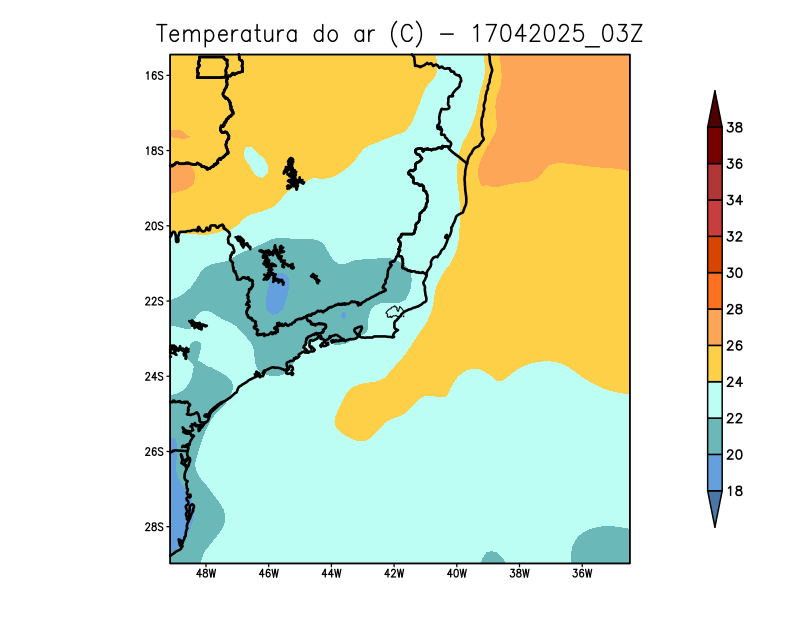 Temperatura do ar (C) – 17042025_03Z
16S
18S
20S
22S
24S
26S
28S
48W 46W 44W 42W 40W 38W 36W
38
36
34
32
30
28
26
24
22
20
18